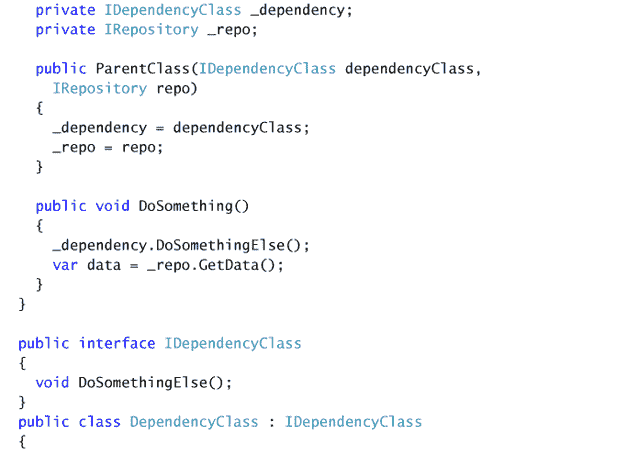 private IDependencyClass _dependency;
private IRepository _repo;
public ParentClass(IDependencyClass dependencyClass,
IRepository repo)
{
_dependency = dependencyClass;
_repo = repo;
}
public void DoSomething()
{
_dependency.DoSomethingElse();
var data = _repo.GetData();
}
}
public interface IDependencyClass
{
void DoSomethingElse();
}
public class DependencyClass : IDependencyClass
{